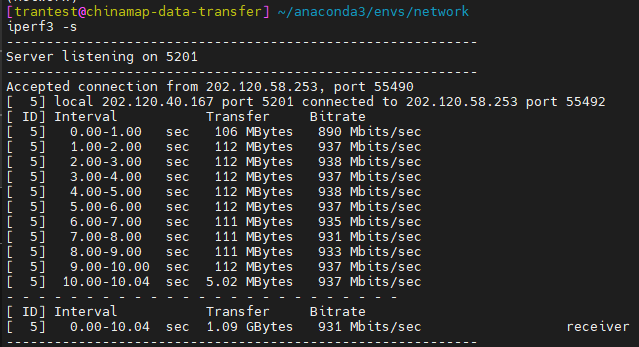 [trantest@chinamap-data-transfer] ~/anaconda3/envs/network
iperf3 -s
-----------------------------------------------------------
Server listening on 5201
-----------------------------------------------------------
Accepted connection from 202.120.58.253, port 55490
[  5] local 202.120.40.167 port 5201 connected to 202.120.58.253 port 55492
[ ID] Interval           Transfer     Bitrate
[  5]   0.00-1.00   sec   106 MBytes   890 Mbits/sec
[  5]   1.00-2.00   sec   112 MBytes   937 Mbits/sec
[  5]   2.00-3.00   sec   112 MBytes   938 Mbits/sec
[  5]   3.00-4.00   sec   112 MBytes   937 Mbits/sec
[  5]   4.00-5.00   sec   112 MBytes   938 Mbits/sec
[  5]   5.00-6.00   sec   112 MBytes   937 Mbits/sec
[  5]   6.00-7.00   sec   111 MBytes   935 Mbits/sec
[  5]   7.00-8.00   sec   111 MBytes   931 Mbits/sec
[  5]   8.00-9.00   sec   111 MBytes   933 Mbits/sec
[  5]   9.00-10.00  sec   112 MBytes   937 Mbits/sec
[  5]  10.00-10.04  sec  5.02 MBytes   937 Mbits/sec
- - - - - - - - - - - - - - - - - - - - - - - - -
[ ID] Interval           Transfer     Bitrate
[  5]   0.00-10.04  sec  1.09 GBytes   931 Mbits/sec                  receiver
-----------------------------------------------------------